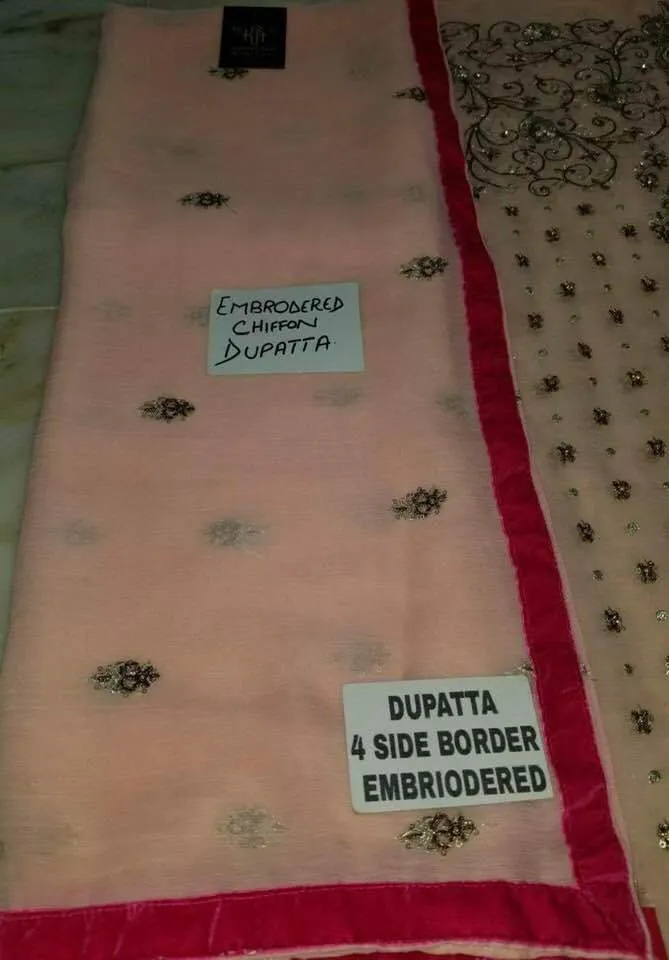 EMBRODERED
CHIFFON
DUPATTA
DUPATTA
4 SIDE BORDER
EMBRIODERED